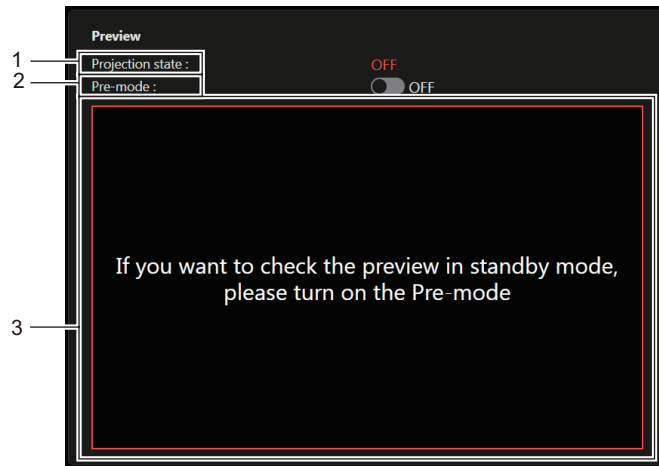 Preview
1
Projection state :
OFF
2
Pre-mode :
OFF
If you want to check the preview in standby mode,
please turn on the Pre-mode
3